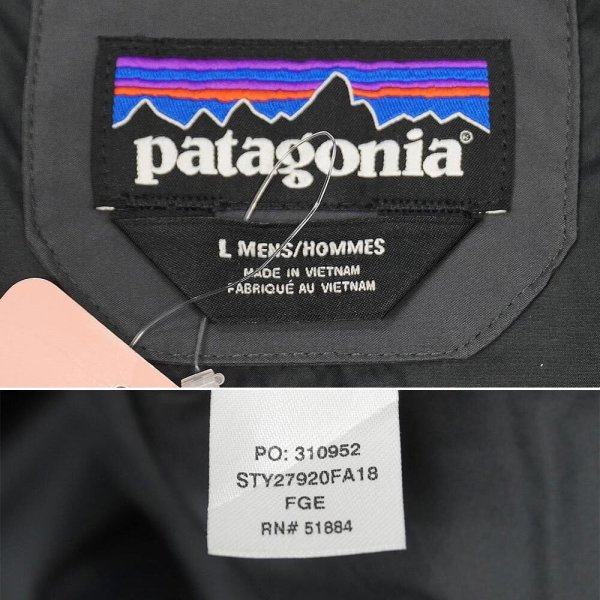 patagonia®
L MENS/HOMMES
MADE IN VIETNAM
FABRIQUÉ AU VIETNAM
PO: 310952
STY27920FA18
FGE
RN# 51884